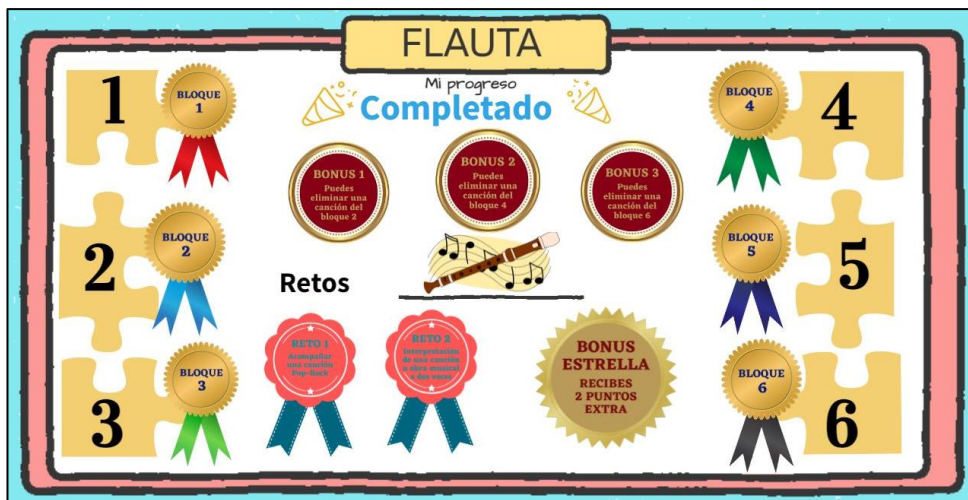 FLAUTA
Mi progreso
Completado
1
BLOQUE
1
2
BLOQUE
2
3
BLOQUE
3
BONUS 1
Puedes
eliminar una
canción del
bloque 2
BONUS 2
Puedes
eliminar una
canción del
bloque 4
BONUS 3
Puedes
eliminar una
canción del
bloque 6
Retos
RETO 1
Acompañar
una canción
Pop-Rock
RETO 2
Interpretación
de una canción
u obra musical
a dos voces
BONUS
ESTRELLA
RECIBES
2 PUNTOS
EXTRA
BLOQUE
4
4
BLOQUE
5
5
BLOQUE
6
6